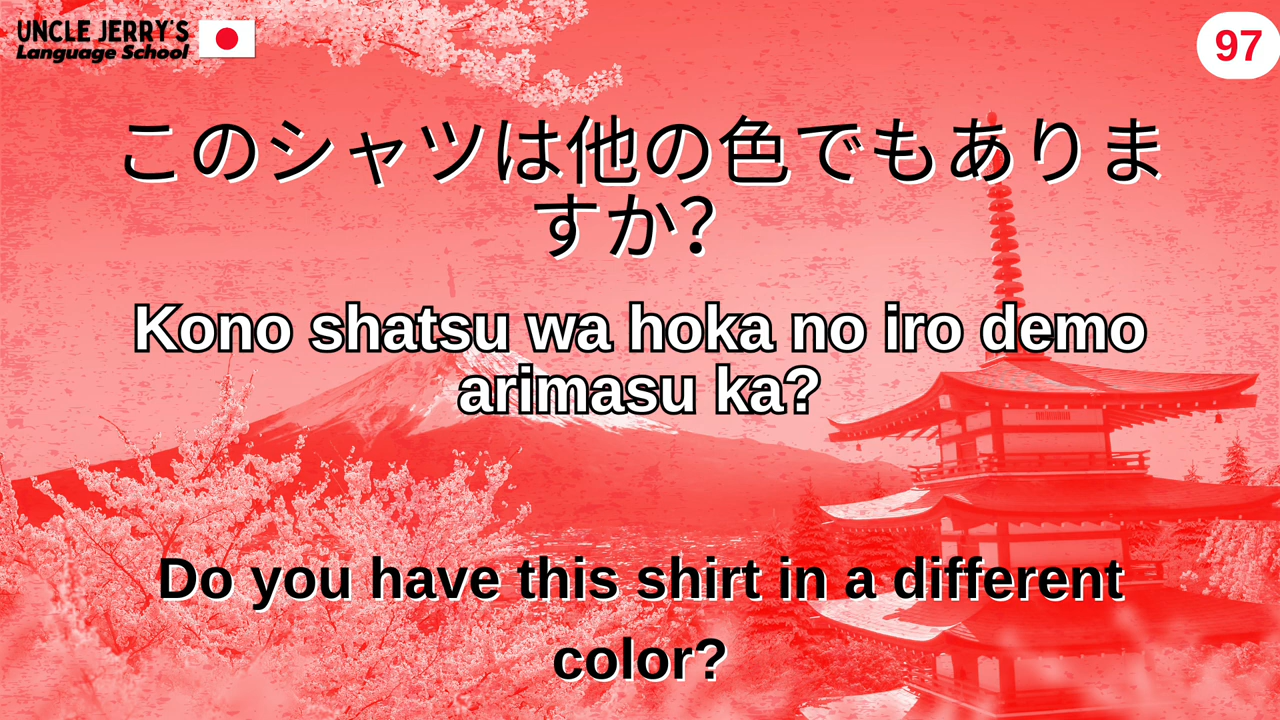 UNCLE JERRY'S
Language School
97
このシャツは他の色でもありま
すか？
Kono shatsu wa hoka no iro demo
arimasu ka?
Do you have this shirt in a different
color?